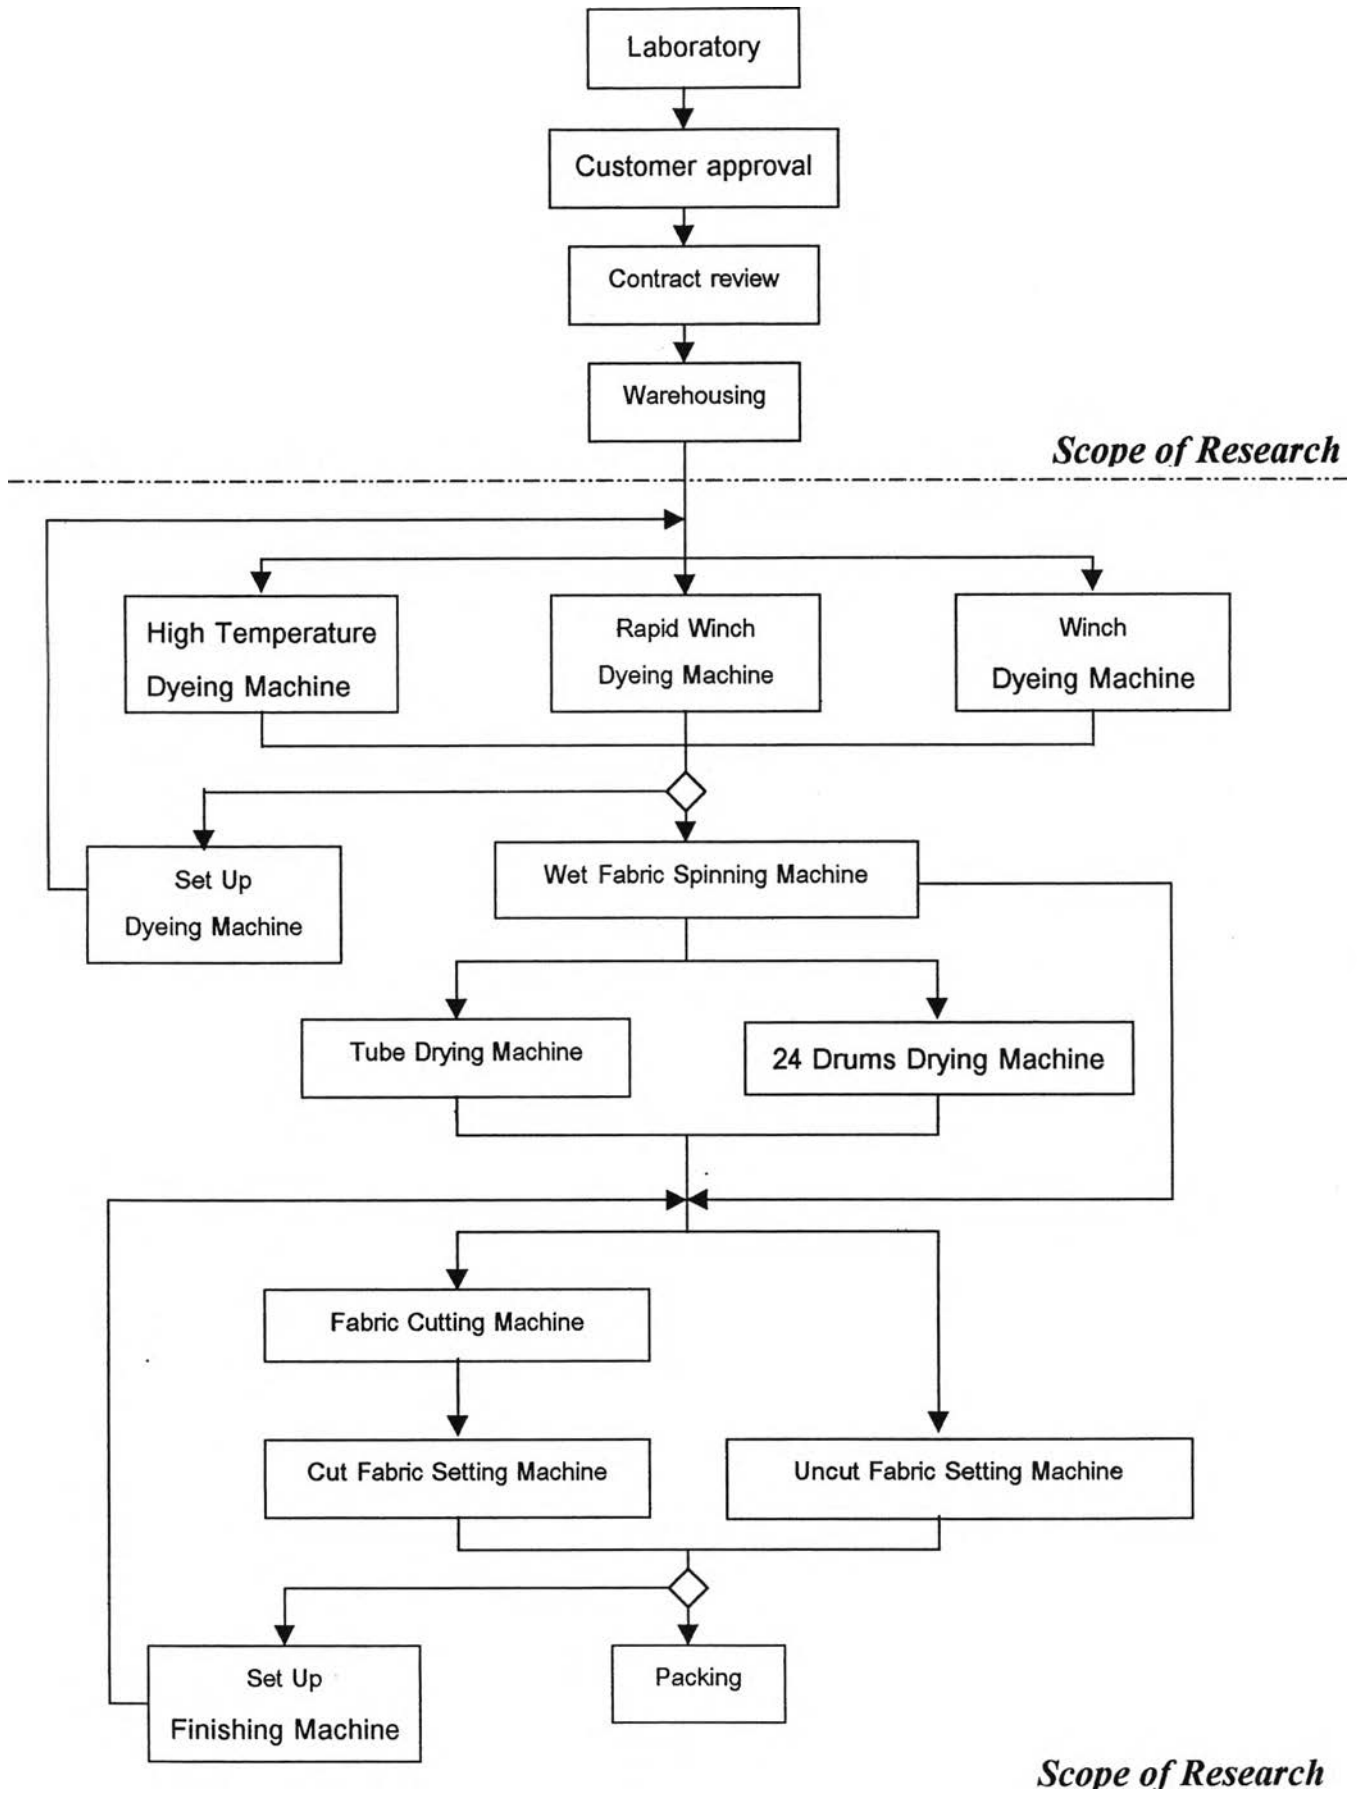 Laboratory
Customer approval
Contract review
Warehousing
Scope of Research
High Temperature
Dyeing Machine
Rapid Winch
Dyeing Machine
Winch
Dyeing Machine
Set Up
Dyeing Machine
Wet Fabric Spinning Machine
Tube Drying Machine
24 Drums Drying Machine
Fabric Cutting Machine
Cut Fabric Setting Machine
Uncut Fabric Setting Machine
Set Up
Finishing Machine
Packing
Scope of Research